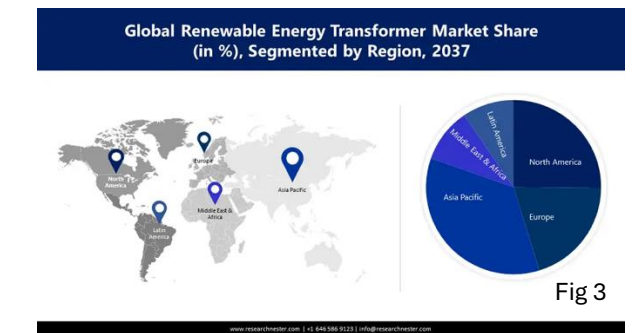 Global Renewable Energy Transformer Market Share
(in %), Segmented by Region, 2037
Europe
North
America
Asia Pacific
Middle East &
Africa
Latin
America
Latin America
Middle East & Africa
North America
Asia Pacific
Europe
Fig 3
www.researchnester.com | +1 646 586 9123 | info@researchnester.com